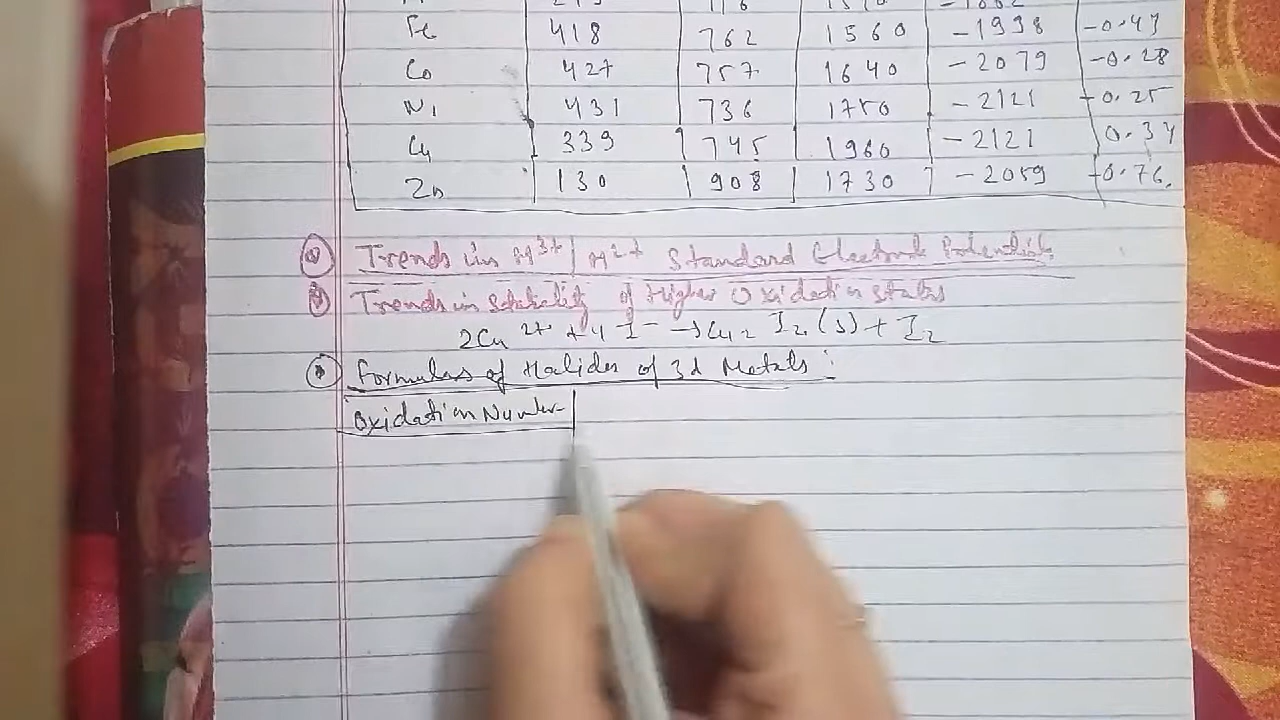 Fe 418 762 1560 -1998 -0.47
Co 427 757 1640 -2079 -0.28
Ni 431 736 1750 -2121 -0.25
Cu 339 745 1960 -2121 0.34
Zn 130 908 1730 -2059 -0.76
Trends in M³⁺/M²⁺ Standard Electrode Potentials
Trends in Stability of Higher Oxidation states
2Cu²⁺ + 4I⁻ → Cu₂I₂(s) + I₂
Formulas of Halides of 3d Metals :
Oxidation Number